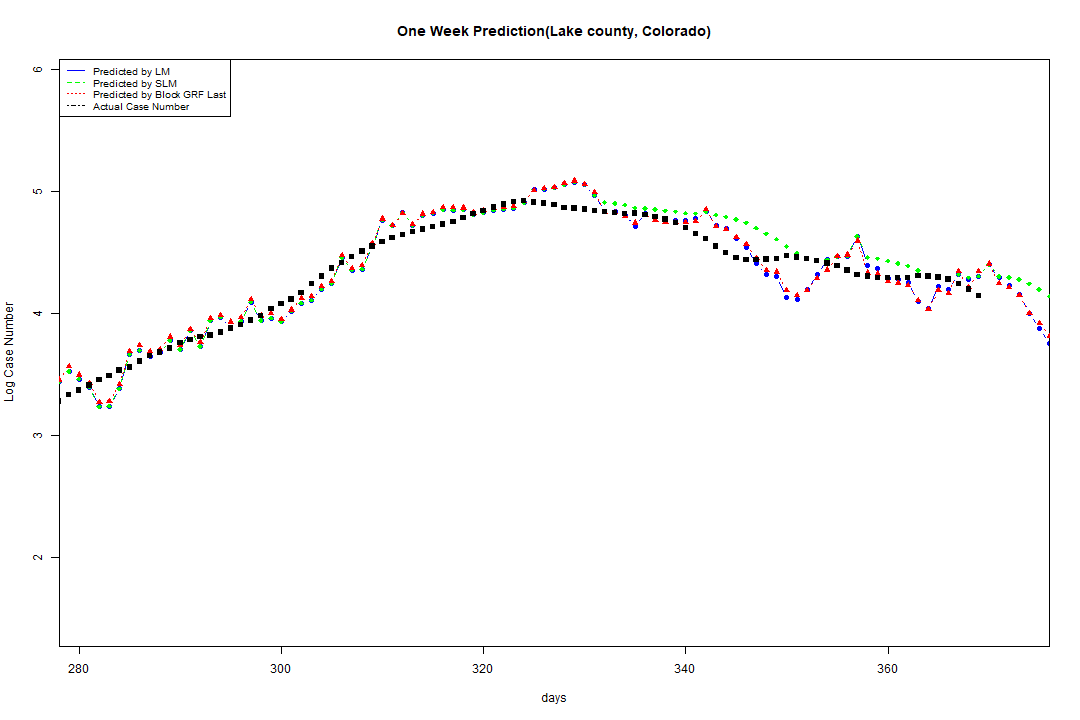 One Week Prediction(Lake county, Colorado)
Predicted by LM
Predicted by SLM
Predicted by Block GRF Last
Actual Case Number
6
5
4
3
2
Log Case Number
280 300 320 340 360
days